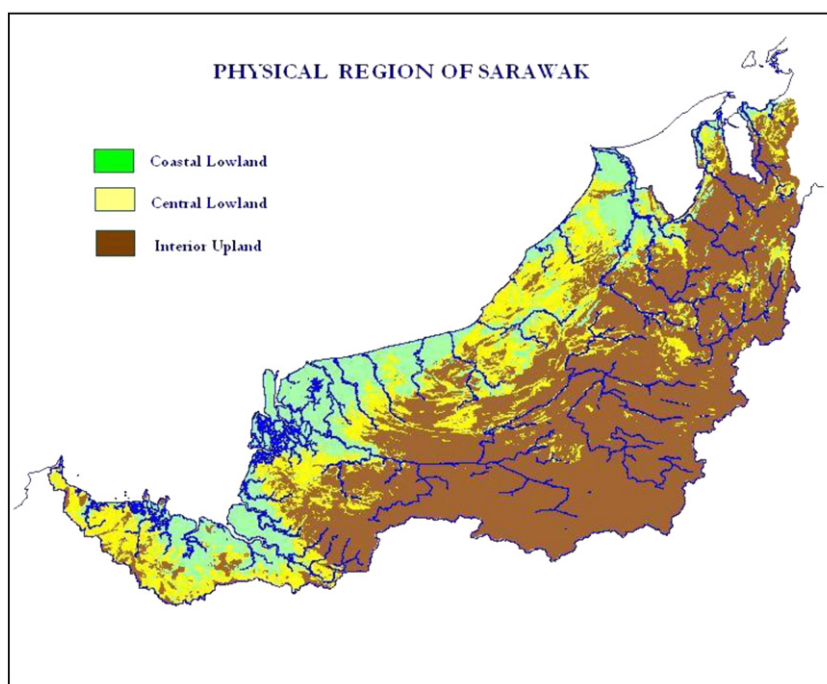 PHYSICAL REGION OF SARAWAK
Coastal Lowland
Central Lowland
Interior Upland